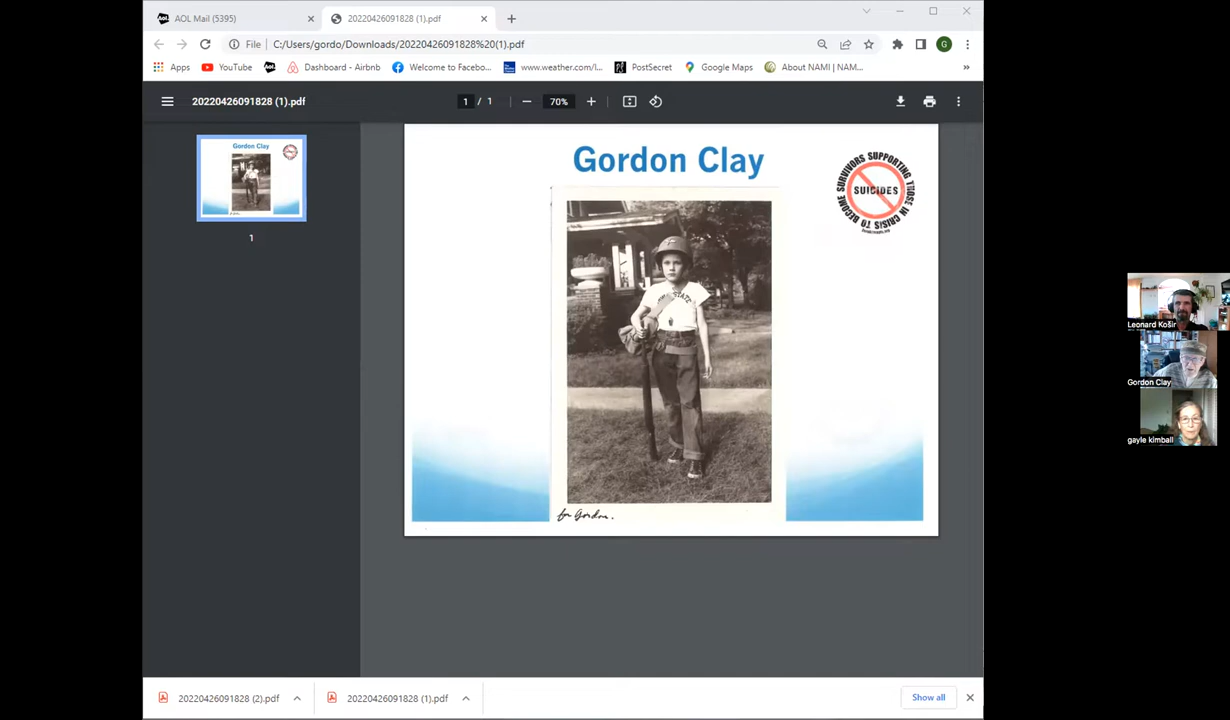 AOL Mail (5395)
20220426091828 (1).pdf
File
C:/Users/gordo/Downloads/20220426091828%20(1).pdf
G
Apps
YouTube
Dashboard - Airbnb
Welcome to Facebo...
www.weather.com/l...
PostSecret
Google Maps
About NAMI | NAM...
»
20220426091828 (1).pdf
1 / 1
70%
Gordon Clay
1
Gordon Clay
SURVIVORS SUPPORTING THOSE IN CRISIS TO BECOME
SUICIDES
STATE
for Gordon.
Leonard Košir
Gordon Clay
gayle kimball
20220426091828 (2).pdf
20220426091828 (1).pdf
Show all